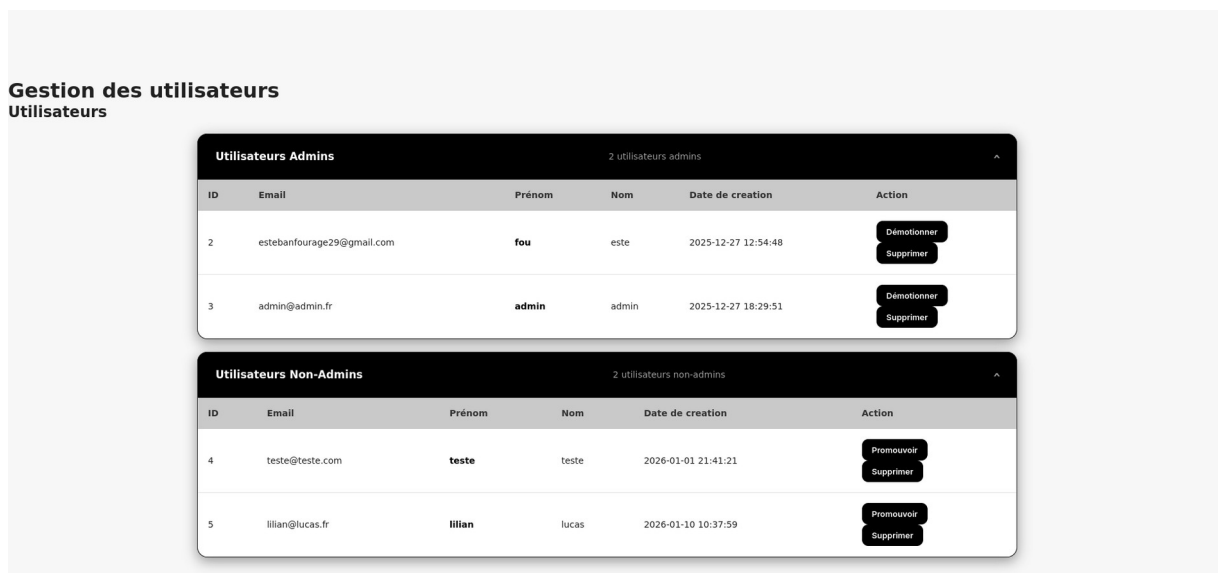 Gestion des utilisateurs
Utilisateurs
Utilisateurs Admins 2 utilisateurs admins
ID Email Prénom Nom Date de creation Action
2 estebanfourage29@gmail.com fou este 2025-12-27 12:54:48 Démotionner
Supprimer
3 admin@admin.fr admin admin 2025-12-27 18:29:51 Démotionner
Supprimer
Utilisateurs Non-Admins 2 utilisateurs non-admins
ID Email Prénom Nom Date de creation Action
4 teste@teste.com teste teste 2026-01-01 21:41:21 Promouvoir
Supprimer
5 lilian@lucas.fr lilian lucas 2026-01-10 10:37:59 Promouvoir
Supprimer